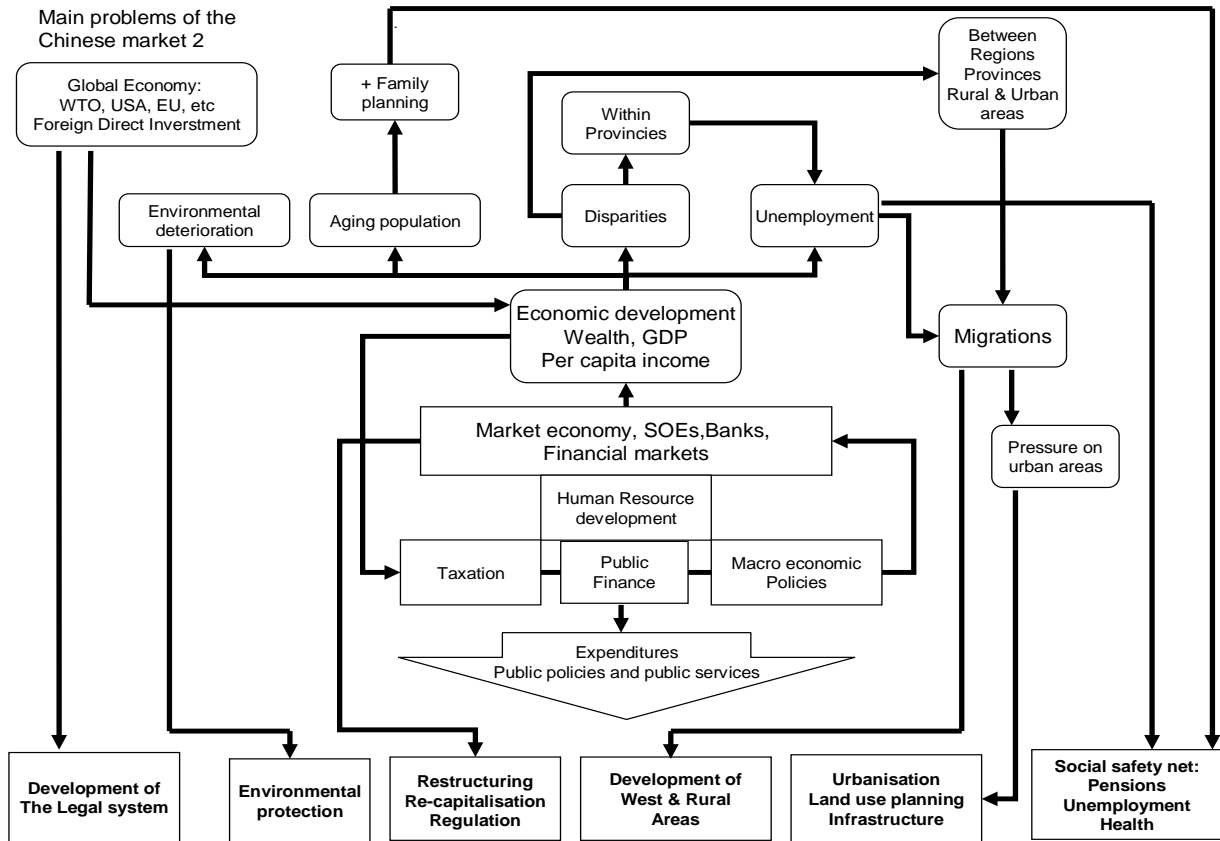 Main problems of the
Chinese market 2
Global Economy:
WTO, USA, EU, etc
Foreign Direct Inverstment
+ Family
planning
Between
Regions
Provinces
Rural & Urban
areas
Within
Provincies
Environmental
deterioration
Aging population
Disparities
Unemployment
Economic development
Wealth, GDP
Per capita income
Migrations
Market economy, SOEs,Banks,
Financial markets
Pressure on
urban areas
Human Resource
development
Taxation
Public
Finance
Macro economic
Policies
Expenditures
Public policies and public services
Development of
The Legal system
Environmental
protection
Restructuring
Re-capitalisation
Regulation
Development of
West & Rural
Areas
Urbanisation
Land use planning
Infrastructure
Social safety net:
Pensions
Unemployment
Health